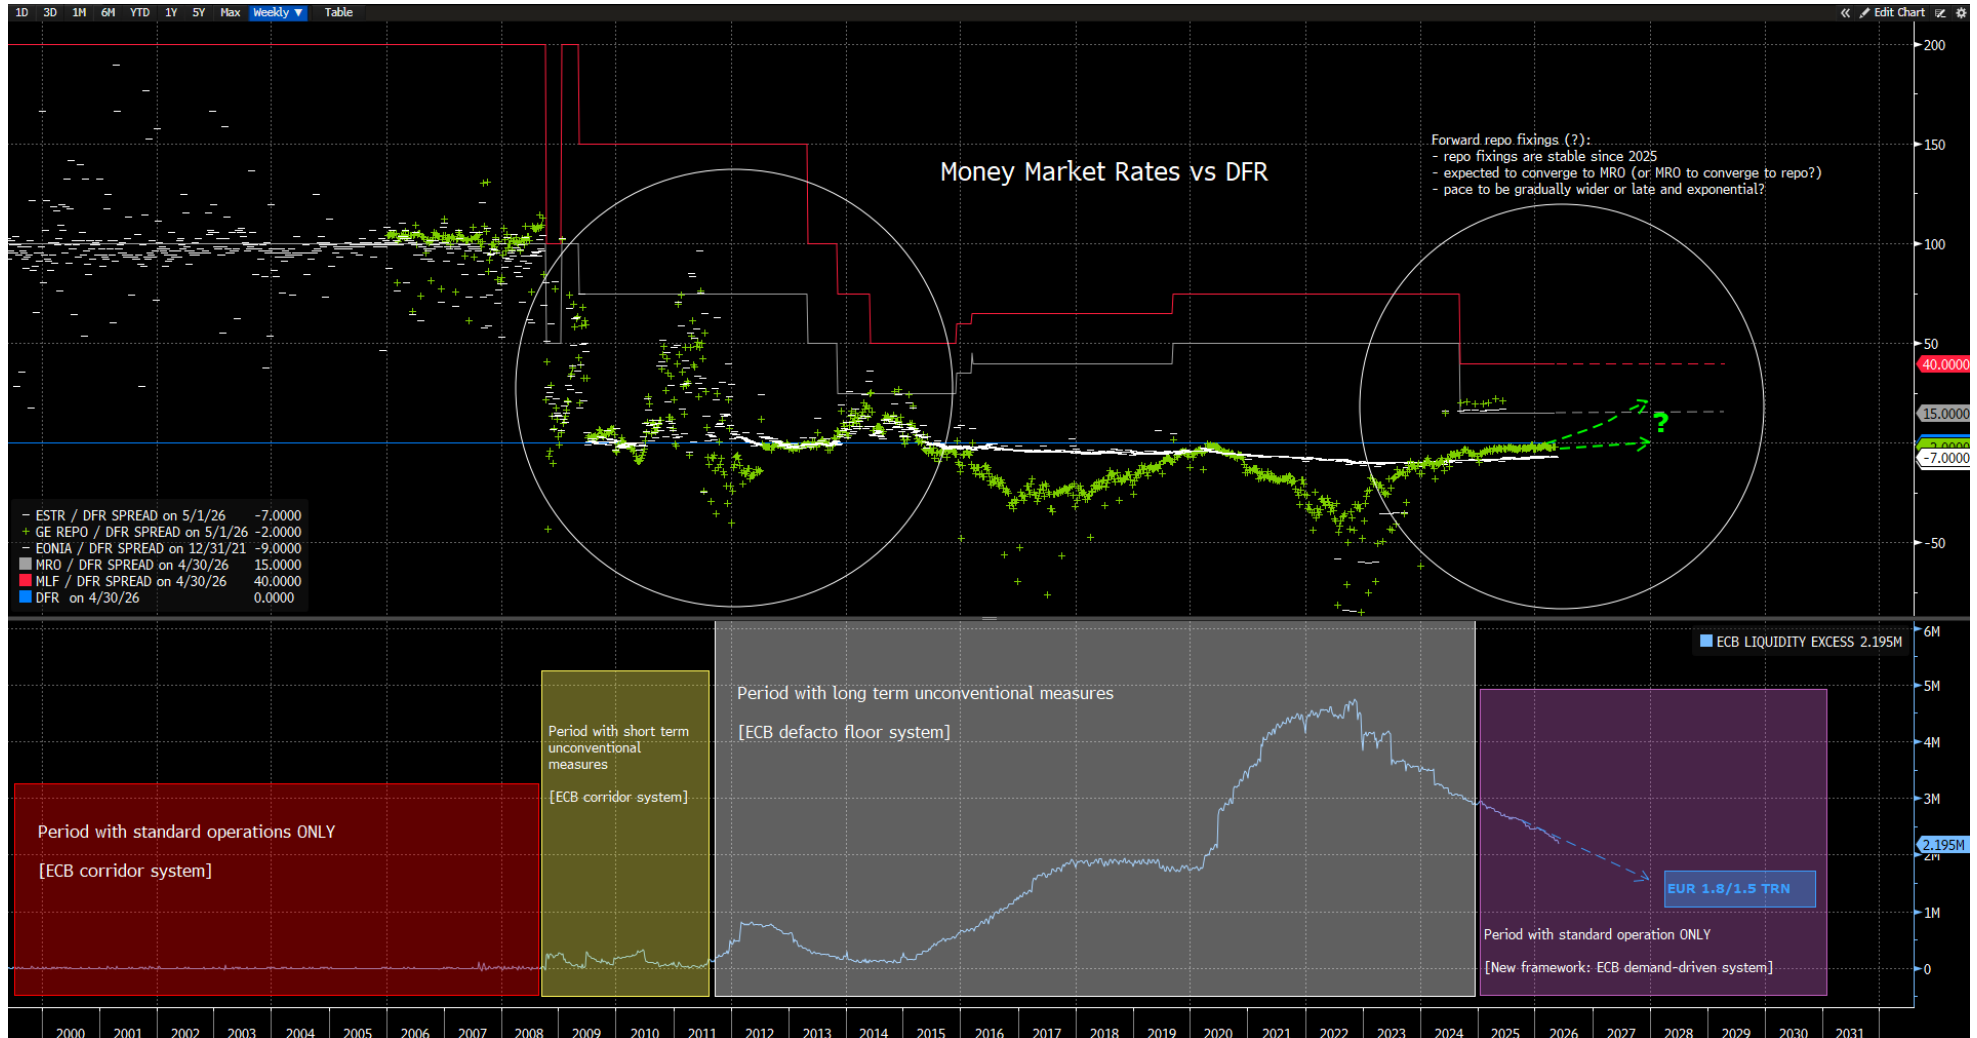 1D 3D 1M 6M YTD 1Y 5Y Max Weekly ▼ Table
« Edit Chart
200
150
100
50
40.0000
15.0000
-2.0000
-7.0000
-50
Money Market Rates vs DFR
Forward repo fixings (?):
- repo fixings are stable since 2025
- expected to converge to MRO (or MRO to converge to repo?)
- pace to be gradually wider or late and exponential?
?
ESTR / DFR SPREAD on 5/1/26 -7.0000
GE REPO / DFR SPREAD on 5/1/26 -2.0000
EONIA / DFR SPREAD on 12/31/21 -9.0000
MRO / DFR SPREAD on 4/30/26 15.0000
MLF / DFR SPREAD on 4/30/26 40.0000
DFR on 4/30/26 0.0000
ECB LIQUIDITY EXCESS 2.195M
6M
5M
4M
3M
2.195M
2M
1M
0
Period with standard operations ONLY
[ECB corridor system]
Period with short term
unconventional
measures
[ECB corridor system]
Period with long term unconventional measures
[ECB defacto floor system]
EUR 1.8/1.5 TRN
Period with standard operation ONLY
[New framework: ECB demand-driven system]
2000 2001 2002 2003 2004 2005 2006 2007 2008 2009 2010 2011 2012 2013 2014 2015 2016 2017 2018 2019 2020 2021 2022 2023 2024 2025 2026 2027 2028 2029 2030 2031